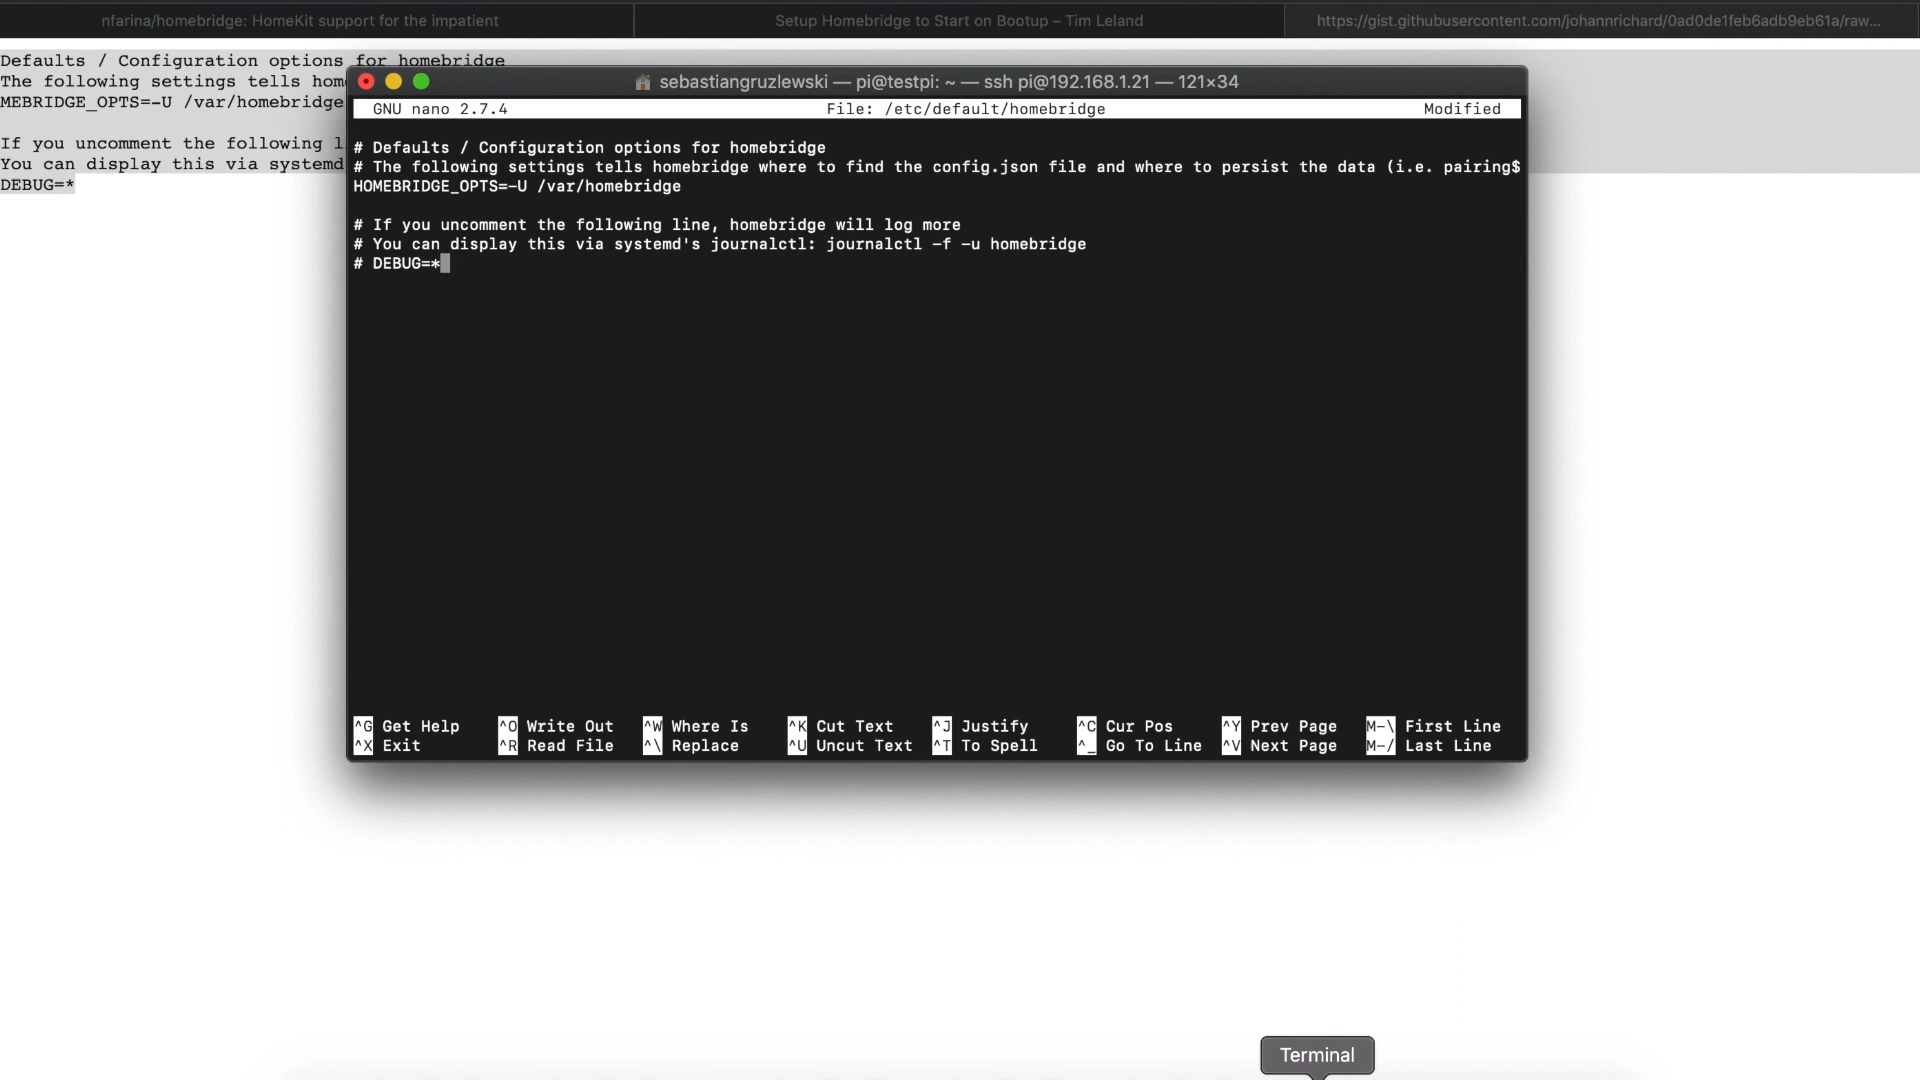 nfarina/homebridge: HomeKit support for the impatient
Setup Homebridge to Start on Bootup – Tim Leland
https://gist.githubusercontent.com/johannrichard/0ad0de1feb6adb9eb61a/raw...
Defaults / Configuration options for homebridge
The following settings tells hom
MEBRIDGE_OPTS=-U /var/homebridge
If you uncomment the following l
You can display this via systemd
DEBUG=*
sebastiangruzlewski — pi@testpi: ~ — ssh pi@192.168.1.21 — 121×34
GNU nano 2.7.4 File: /etc/default/homebridge Modified
# Defaults / Configuration options for homebridge
# The following settings tells homebridge where to find the config.json file and where to persist the data (i.e. pairing$
HOMEBRIDGE_OPTS=-U /var/homebridge
# If you uncomment the following line, homebridge will log more
# You can display this via systemd's journalctl: journalctl -f -u homebridge
# DEBUG=*
^G Get Help ^O Write Out ^W Where Is ^K Cut Text ^J Justify ^C Cur Pos ^Y Prev Page M-\ First Line
^X Exit ^R Read File ^\ Replace ^U Uncut Text ^T To Spell ^_ Go To Line ^V Next Page M-/ Last Line
Terminal